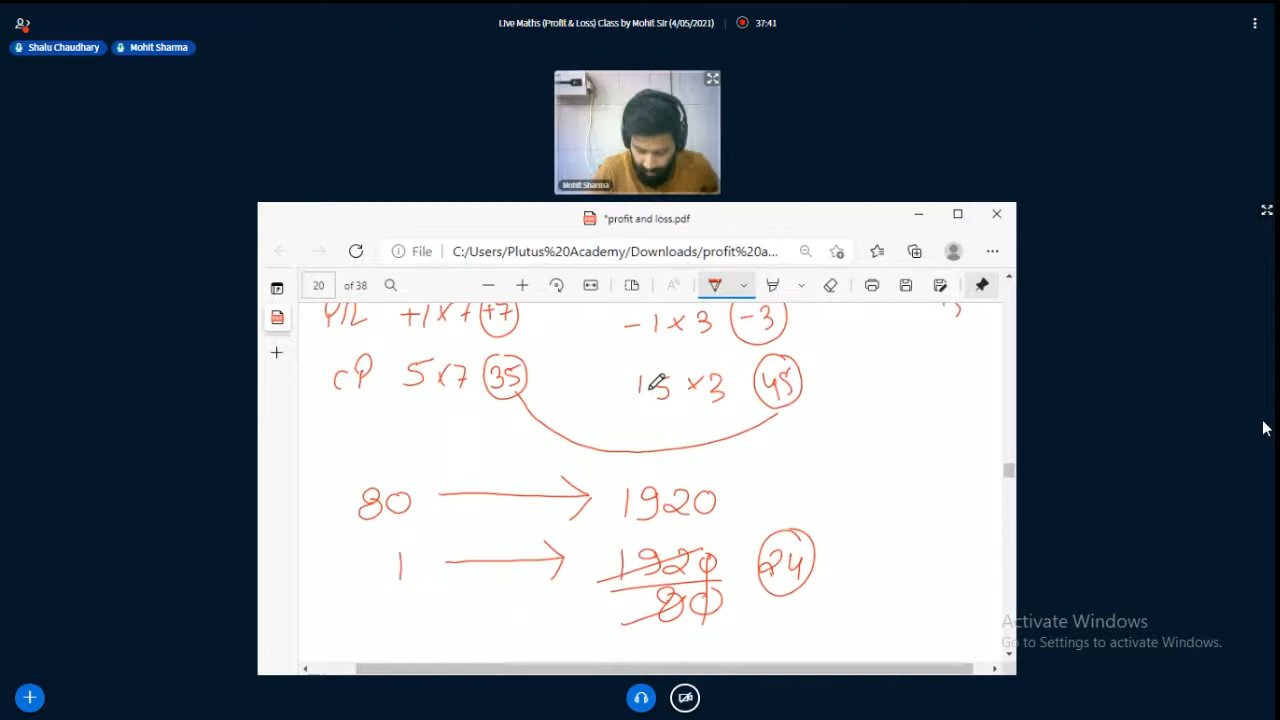 Live Maths (Profit & Loss) Class by Mohit Sir (4/05/2021) 37:41
Shalu Chaudhary Mohit Sharma
Mohit Sharma
*profit and loss.pdf
File C:/Users/Plutus%20Academy/Downloads/profit%20a...
20 of 38
P/L +1 x 7 +7 -1 x 3 -3
CP 5 x 7 35 15 x 3 45
80 → 1920
1 → 1920 24
80
Activate Windows
Go to Settings to activate Windows.